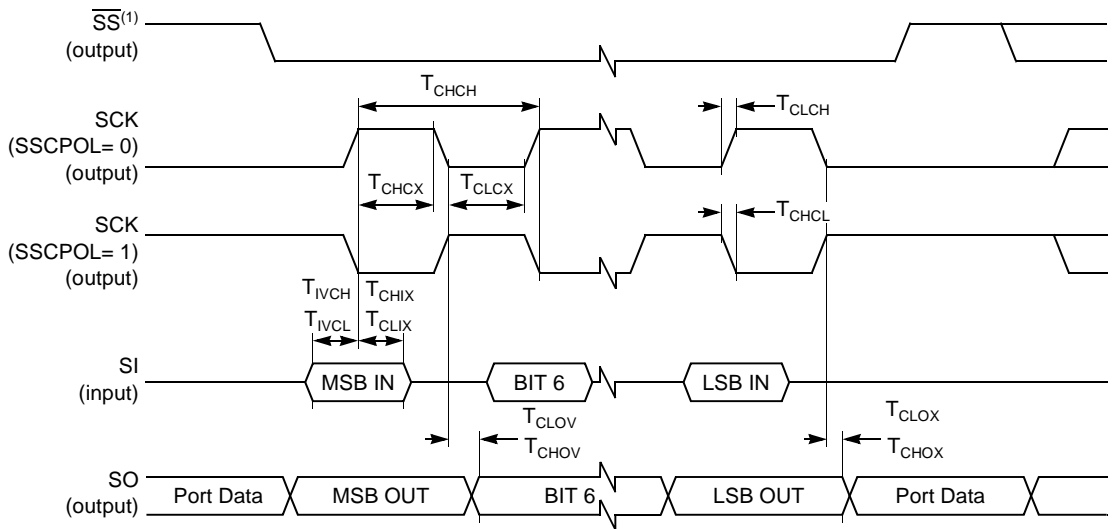 SS(1)
(output)
TCHCH
TCLCH
SCK
(SSCPOL= 0)
(output)
TCHCX
TCLCX
TCHCL
SCK
(SSCPOL= 1)
(output)
TIVCH
TCHIX
TIVCL
TCLIX
SI
(input)
MSB IN
BIT 6
LSB IN
TCLOV
TCHOV
TCLOX
TCHOX
SO
(output)
Port Data
MSB OUT
BIT 6
LSB OUT
Port Data